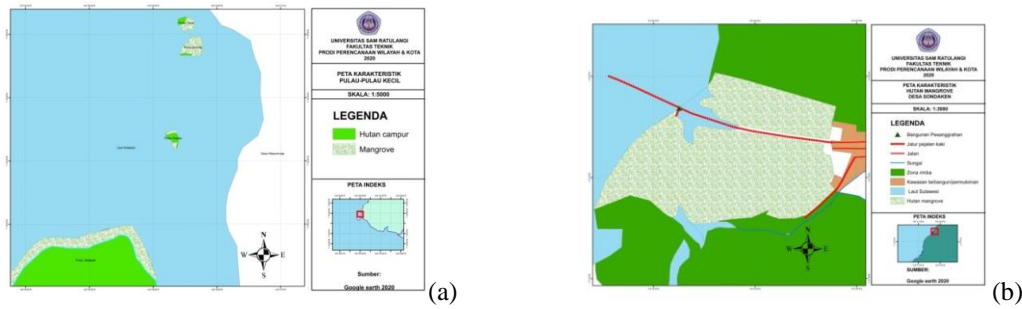 UNIVERSITAS SAM RATULANGI
FAKULTAS TEKNIK
PRODI PERENCANAAN WILAYAH & KOTA
2020
PETA KARAKTERISTIK
PULAU-PULAU KECIL
SKALA: 1:5000
LEGENDA
Hutan campur
Mangrove
PETA INDEKS
N
W
E
S
Sumber:
Google earth 2020
(a)
UNIVERSITAS SAM RATULANGI
FAKULTAS TEKNIK
PRODI PERENCANAAN WILAYAH & KOTA
2020
PETA KARAKTERISTIK
HUTAN MANGROVE
DESA SONDAKEN
SKALA: 1:3000
LEGENDA
Bangunan Pesanggrahan
Jalur pejalan kaki
Jalan
Sungai
Zona rimba
Kawasan terbangun/permukiman
Laut Sulawesi
Hutan mangrove
PETA INDEKS
N
W
E
S
SUMBER:
Google earth 2020
(b)